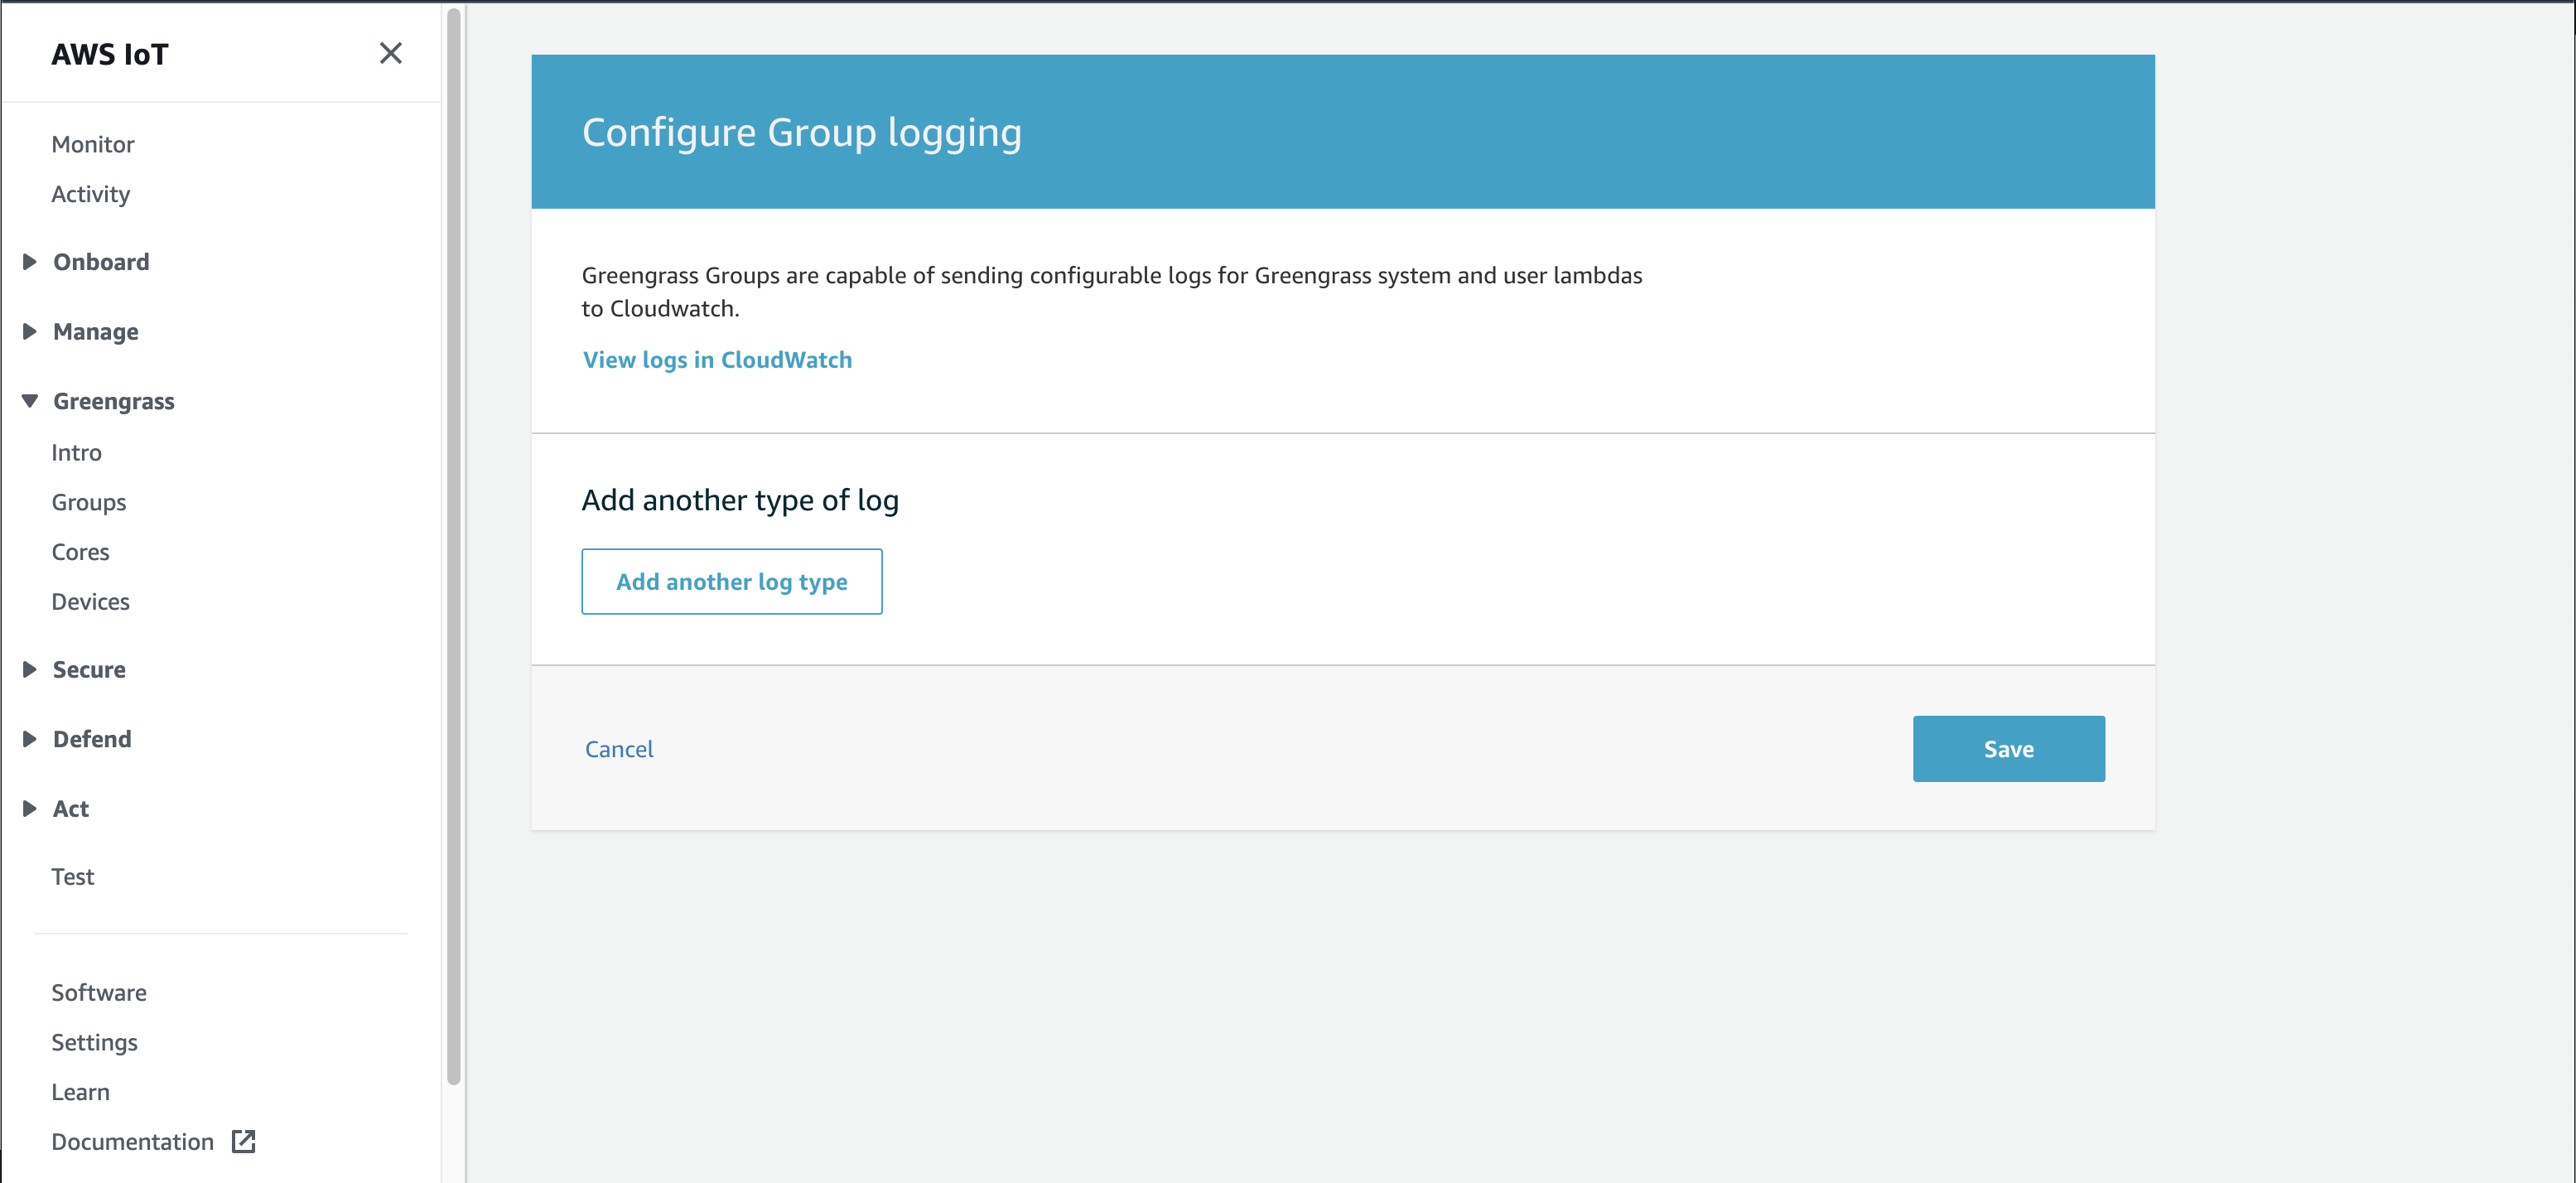 AWS IoT
Monitor
Activity
Onboard
Manage
Greengrass
Intro
Groups
Cores
Devices
Secure
Defend
Act
Test
Software
Settings
Learn
Documentation
Configure Group logging
Greengrass Groups are capable of sending configurable logs for Greengrass system and user lambdas
to Cloudwatch.
View logs in CloudWatch
Add another type of log
Add another log type
Cancel
Save